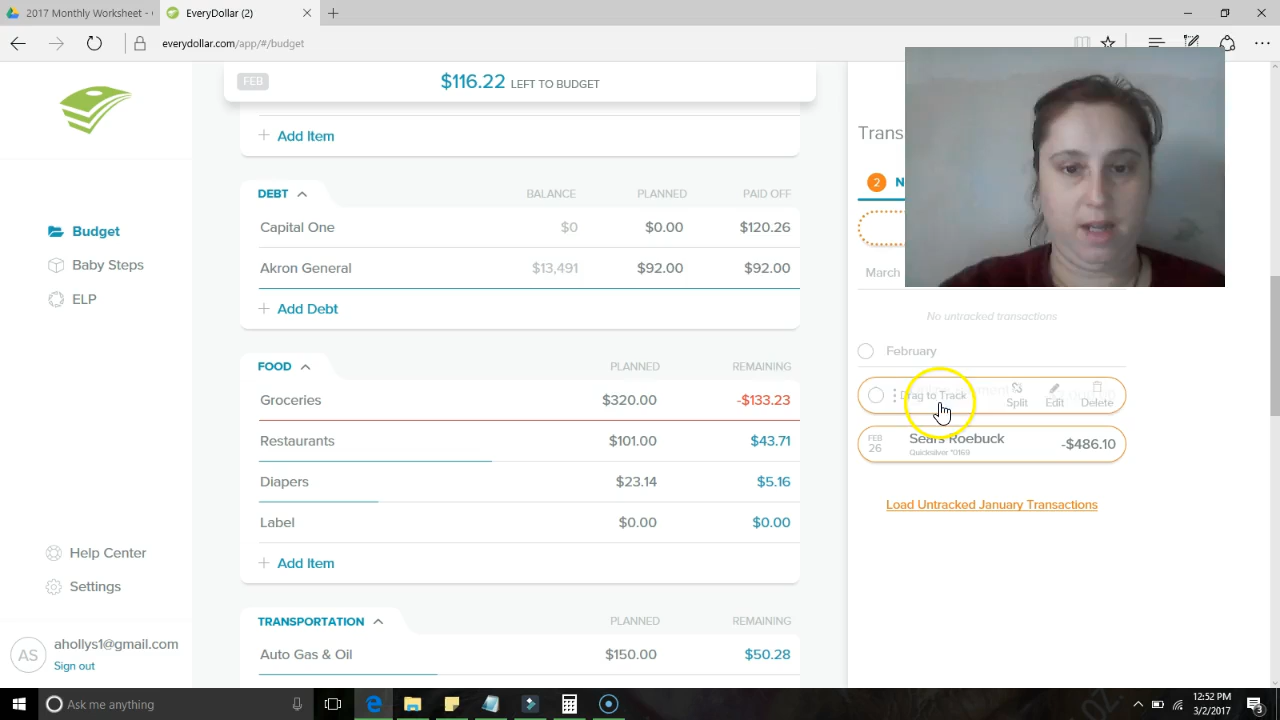 2017 Monthly Worksheet -
EveryDollar (2)
everydollar.com/app/#/budget
FEB
$116.22 LEFT TO BUDGET
Add Item
DEBT
BALANCE PLANNED PAID OFF
Capital One $0 $0.00 $120.26
Akron General $13,491 $92.00 $92.00
Add Debt
FOOD
PLANNED REMAINING
Groceries $320.00 -$133.23
Restaurants $101.00 $43.71
Diapers $23.14 $5.16
Label $0.00 $0.00
Add Item
TRANSPORTATION
PLANNED REMAINING
Auto Gas & Oil $150.00 $50.28
Budget
Baby Steps
ELP
Help Center
Settings
AS
ahollys1@gmail.com
Sign out
Trans
2 N
March
No untracked transactions
February
Drag to Track Split Edit Delete
FEB 26 Sears Roebuck -$486.10
Quicksilver *0169
Load Untracked January Transactions
Ask me anything
12:52 PM
3/2/2017